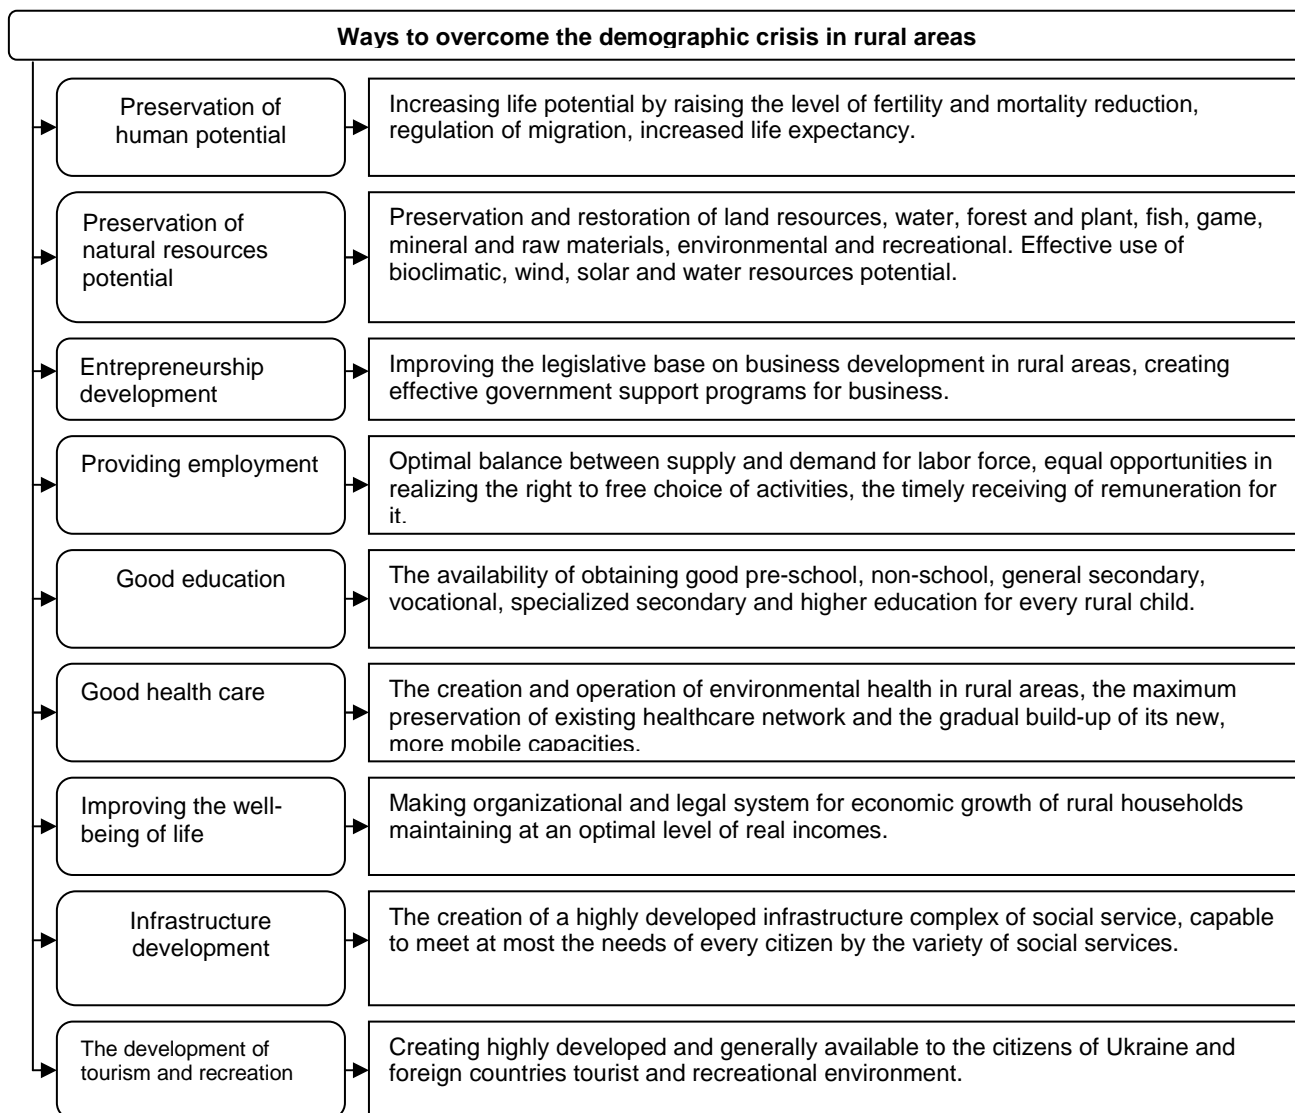 Ways to overcome the demographic crisis in rural areas
Preservation of
human potential
Increasing life potential by raising the level of fertility and mortality reduction,
regulation of migration, increased life expectancy.
Preservation of
natural resources
potential
Preservation and restoration of land resources, water, forest and plant, fish, game,
mineral and raw materials, environmental and recreational. Effective use of
bioclimatic, wind, solar and water resources potential.
Entrepreneurship
development
Improving the legislative base on business development in rural areas, creating
effective government support programs for business.
Providing employment
Optimal balance between supply and demand for labor force, equal opportunities in
realizing the right to free choice of activities, the timely receiving of remuneration for
it.
Good education
The availability of obtaining good pre-school, non-school, general secondary,
vocational, specialized secondary and higher education for every rural child.
Good health care
The creation and operation of environmental health in rural areas, the maximum
preservation of existing healthcare network and the gradual build-up of its new,
more mobile capacities.
Improving the well-
being of life
Making organizational and legal system for economic growth of rural households
maintaining at an optimal level of real incomes.
Infrastructure
development
The creation of a highly developed infrastructure complex of social service, capable
to meet at most the needs of every citizen by the variety of social services.
The development of
tourism and recreation
Creating highly developed and generally available to the citizens of Ukraine and
foreign countries tourist and recreational environment.